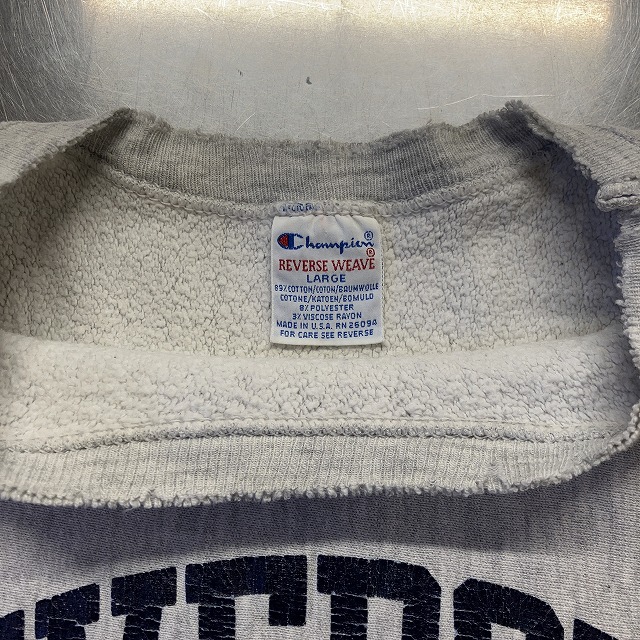 Champion®
REVERSE WEAVE®
LARGE
89% COTTON/COTON/BAUMWOLLE
COTONE/KATOEN/BOMULD
8% POLYESTER
3% VISCOSE RAYON
MADE IN U.S.A. RN 26094
FOR CARE SEE REVERSE